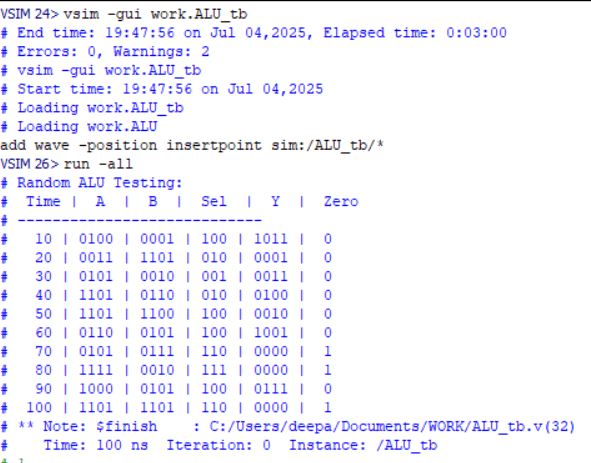 VSIM 24> vsim -gui work.ALU_tb
# End time: 19:47:56 on Jul 04,2025, Elapsed time: 0:03:00
# Errors: 0, Warnings: 2
# vsim -gui work.ALU_tb
# Start time: 19:47:56 on Jul 04,2025
# Loading work.ALU_tb
# Loading work.ALU
add wave -position insertpoint sim:/ALU_tb/*
VSIM 26> run -all
# Random ALU Testing:
#  Time |  A  |  B  |  Sel  |  Y  |  Zero
# ----------------------------
#   10 | 0100 | 0001 | 100 | 1011 |  0
#   20 | 0011 | 1101 | 010 | 0001 |  0
#   30 | 0101 | 0010 | 001 | 0011 |  0
#   40 | 1101 | 0110 | 010 | 0100 |  0
#   50 | 1101 | 1100 | 100 | 0010 |  0
#   60 | 0110 | 0101 | 100 | 1001 |  0
#   70 | 0101 | 0111 | 110 | 0000 |  1
#   80 | 1111 | 0010 | 111 | 0000 |  1
#   90 | 1000 | 0101 | 100 | 0111 |  0
#  100 | 1101 | 1101 | 110 | 0000 |  1
# ** Note: $finish    : C:/Users/deepa/Documents/WORK/ALU_tb.v(32)
#    Time: 100 ns  Iteration: 0  Instance: /ALU_tb